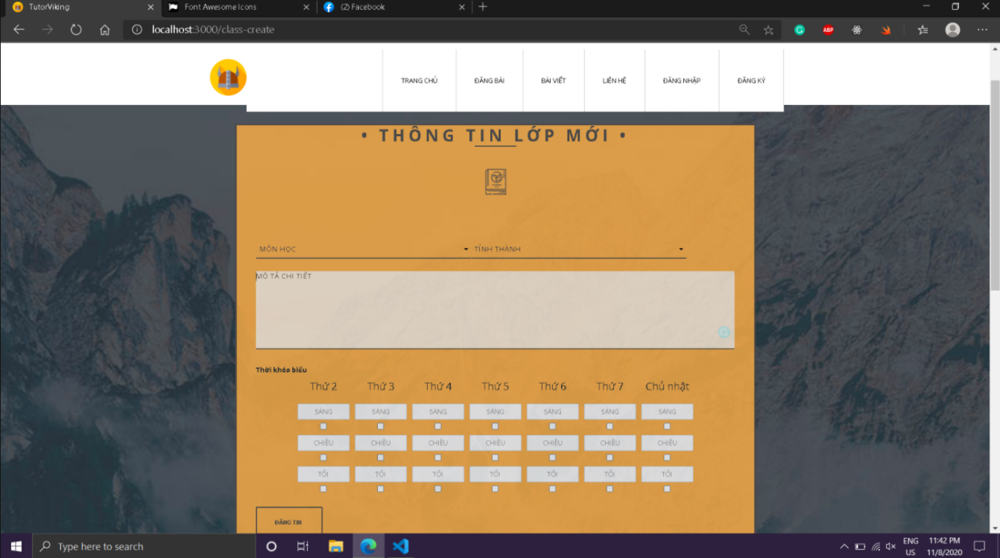 TutorViking
Font Awesome Icons
(2) Facebook
localhost:3000/class-create
ABP
TRANG CHỦ
ĐĂNG BÀI
BÀI VIẾT
LIÊN HỆ
ĐĂNG NHẬP
ĐĂNG KÝ
• THÔNG TIN LỚP MỚI •
MÔN HỌC
TỈNH THÀNH
MÔ TẢ CHI TIẾT
Thời khóa biểu
Thứ 2 Thứ 3 Thứ 4 Thứ 5 Thứ 6 Thứ 7 Chủ nhật
SÁNG SÁNG SÁNG SÁNG SÁNG SÁNG SÁNG
CHIỀU CHIỀU CHIỀU CHIỀU CHIỀU CHIỀU CHIỀU
TỐI TỐI TỐI TỐI TỐI TỐI TỐI
ĐĂNG TIN
Type here to search
ENG
US
11:42 PM
11/8/2020